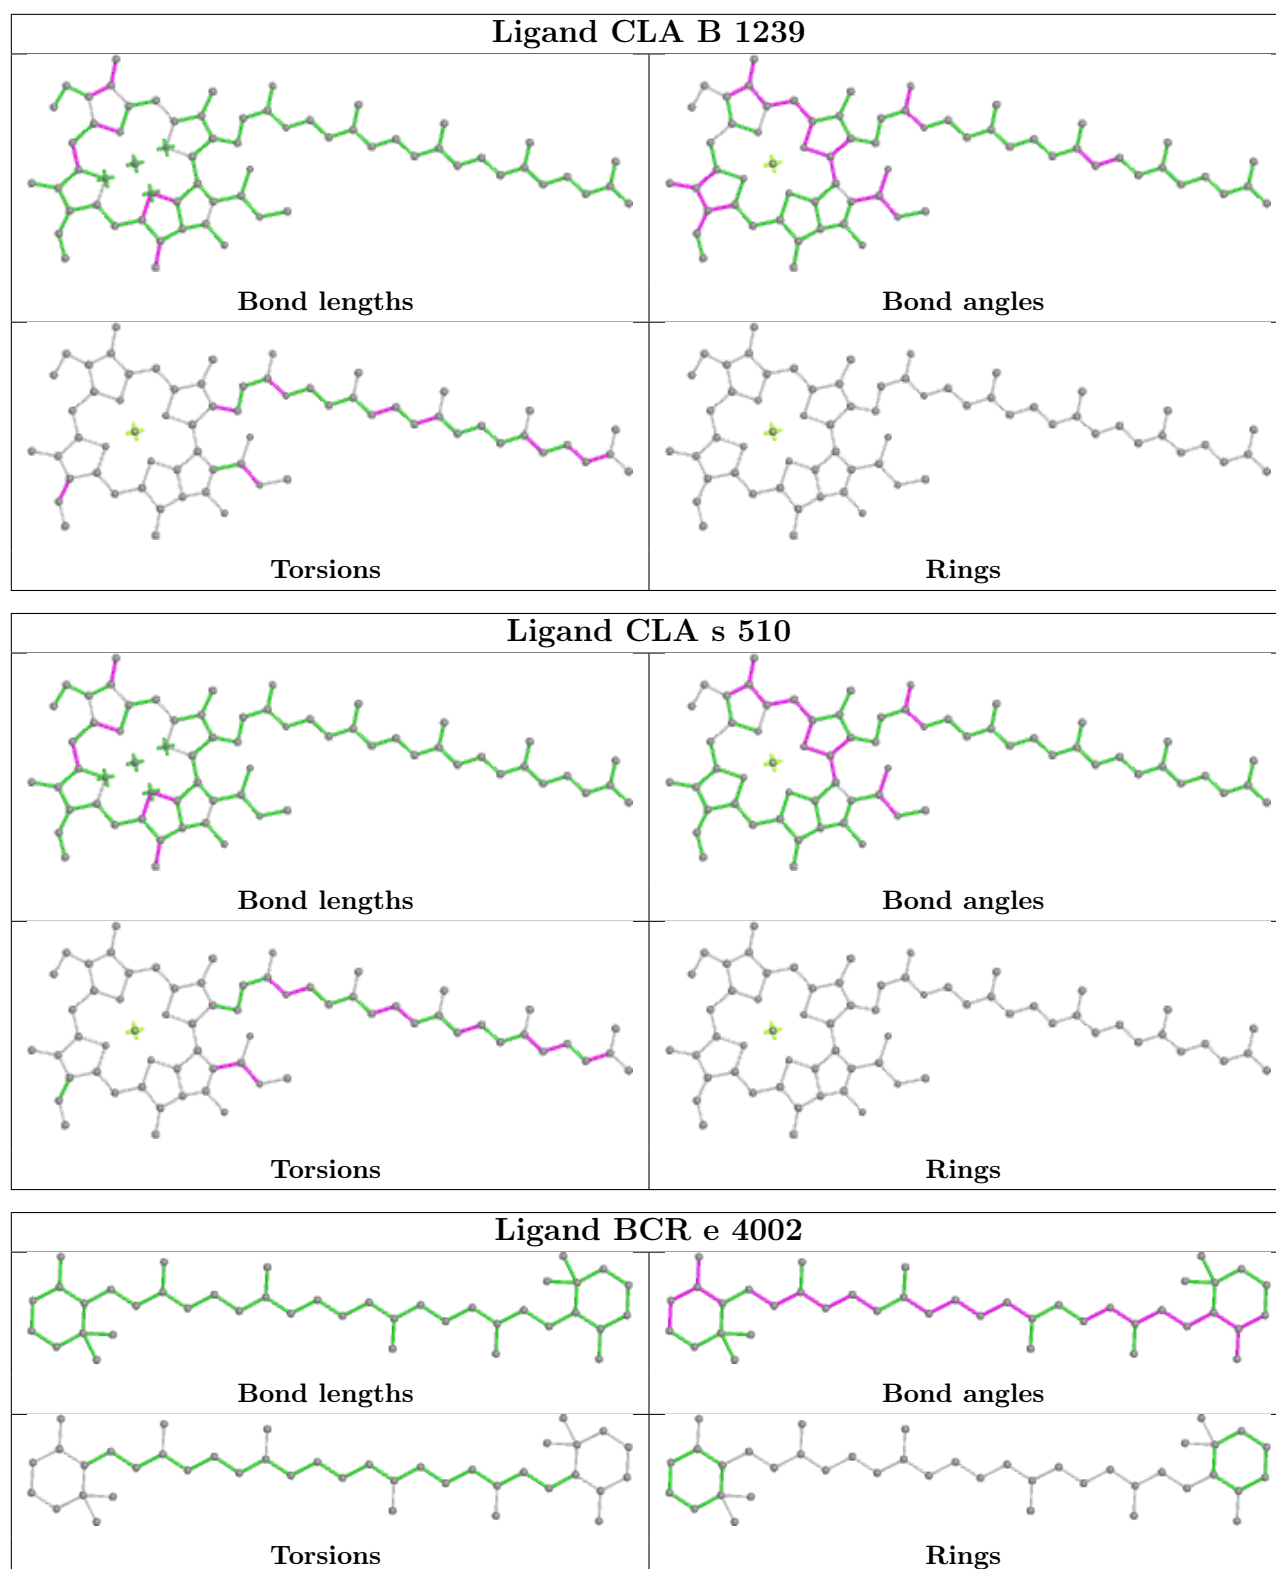 Ligand CLA B 1239
Bond lengths
Bond angles
Torsions
Rings
Ligand CLA s 510
Bond lengths
Bond angles
Torsions
Rings
Ligand BCR e 4002
Bond lengths
Bond angles
Torsions
Rings